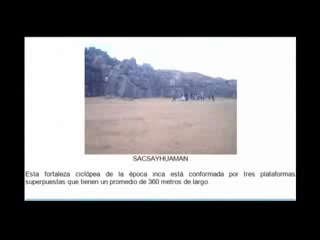 SACSAYHUAMAN
Esta fortaleza ciclópea de la época inca está conformada por tres plataformas
superpuestas que tienen un promedio de 360 metros de largo.